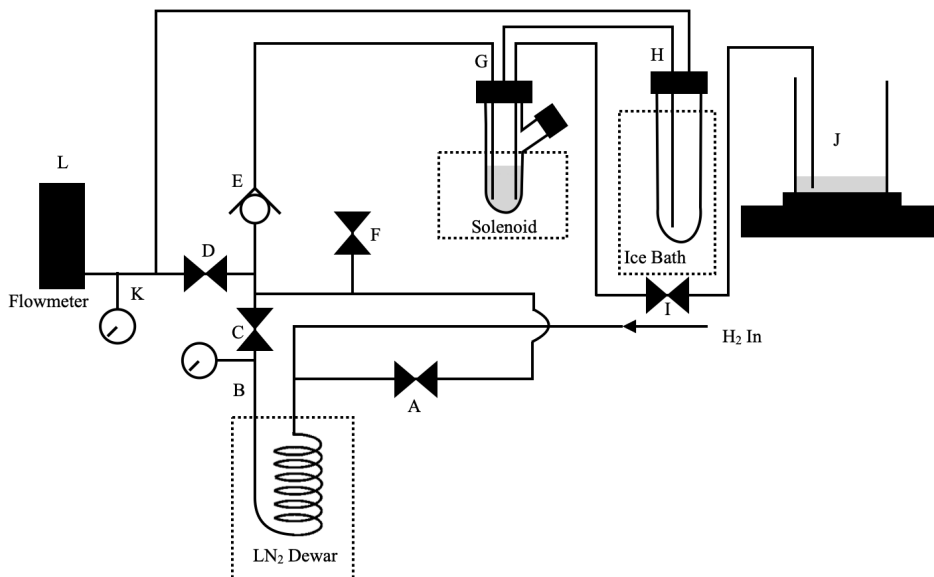 G
H
L
J
E
Solenoid
F
D
Ice Bath
Flowmeter
K
I
C
H₂ In
B
A
LN₂ Dewar